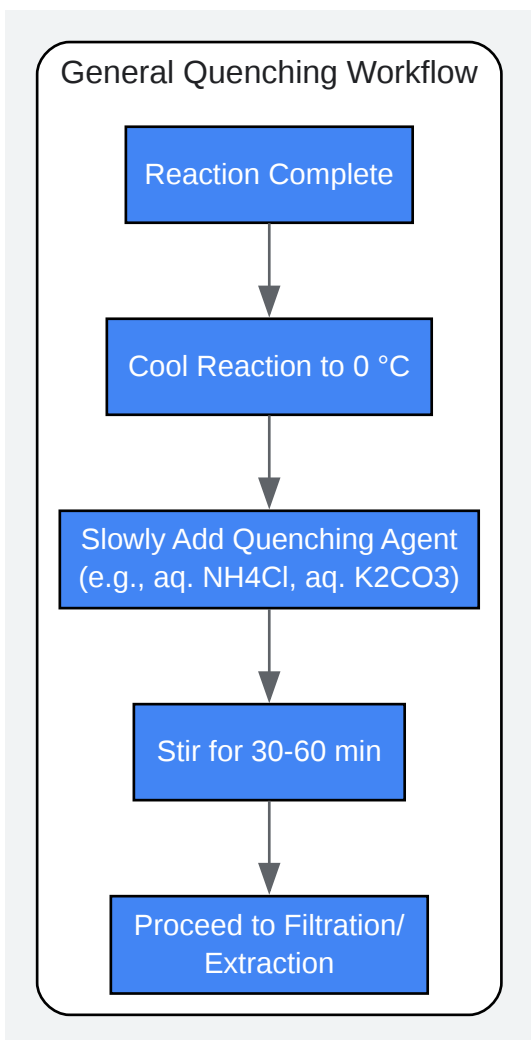 General Quenching Workflow
Reaction Complete
Cool Reaction to 0 °C
Slowly Add Quenching Agent
(e.g., aq. NH4Cl, aq. K2CO3)
Stir for 30-60 min
Proceed to Filtration/
Extraction